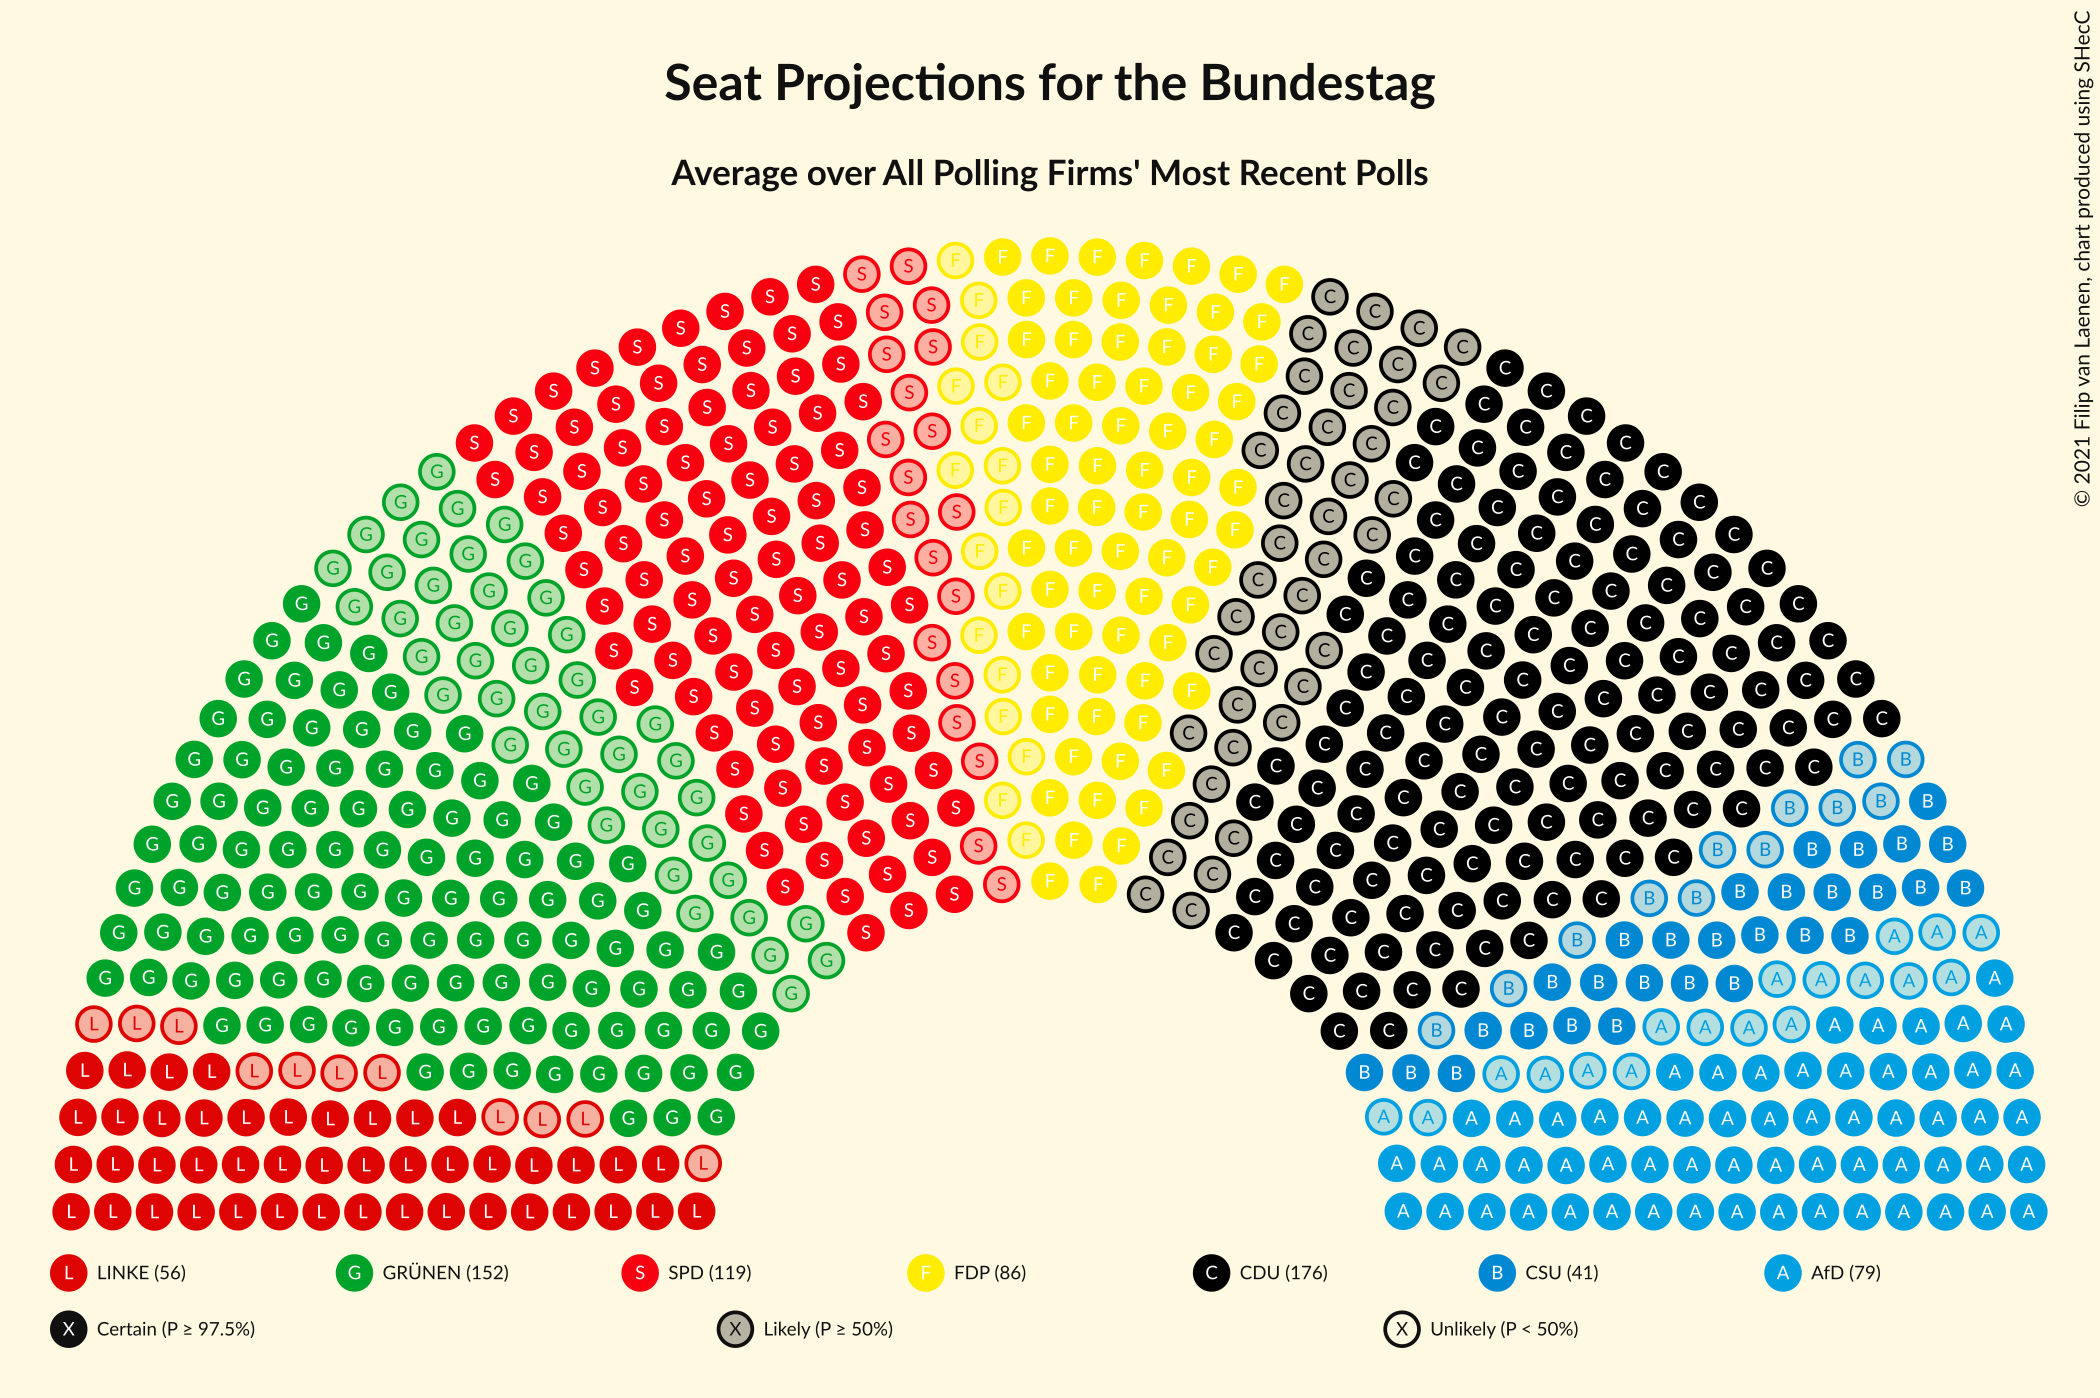 Seat Projections for the Bundestag
Average over All Polling Firms' Most Recent Polls
© 2021 Filip van Laenen, chart produced using SHecC
L LINKE (56) G GRÜNEN (152) S SPD (119) F FDP (86) C CDU (176) B CSU (41) A AfD (79)
X Certain (P ≥ 97.5%) X Likely (P ≥ 50%) X Unlikely (P < 50%)